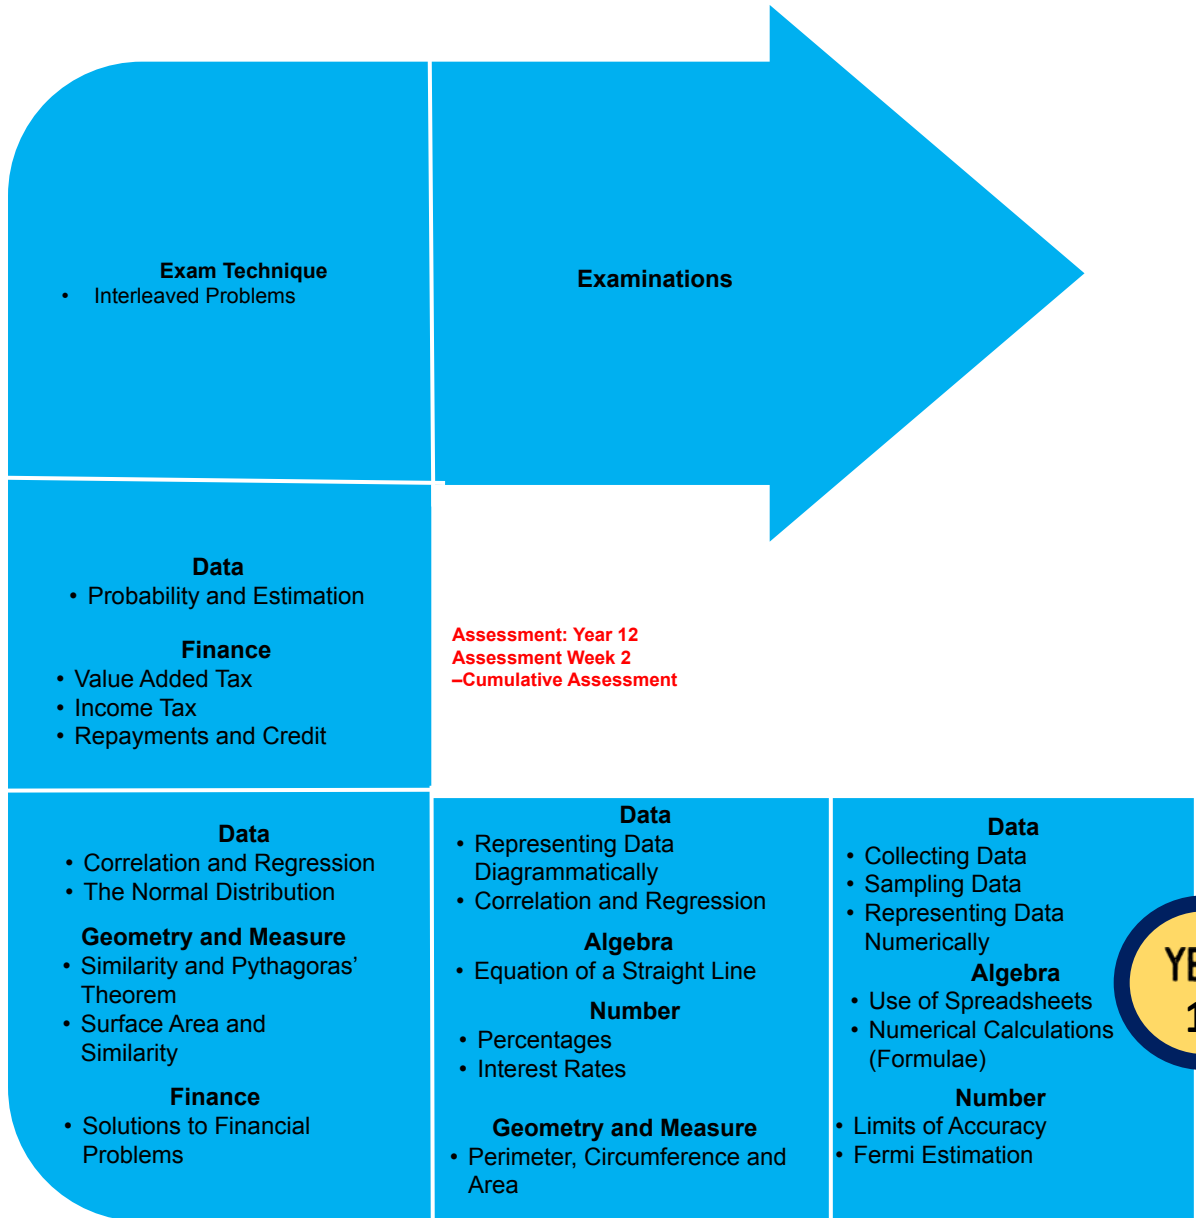 Exam Technique
• Interleaved Problems
Examinations
Data
• Probability and Estimation
Finance
• Value Added Tax
• Income Tax
• Repayments and Credit
Assessment: Year 12
Assessment Week 2
–Cumulative Assessment
Data
• Correlation and Regression
• The Normal Distribution
Geometry and Measure
• Similarity and Pythagoras’
Theorem
• Surface Area and
Similarity
Finance
• Solutions to Financial
Problems
Data
• Representing Data
Diagrammatically
• Correlation and Regression
Algebra
• Equation of a Straight Line
Number
• Percentages
• Interest Rates
Geometry and Measure
• Perimeter, Circumference and
Area
Data
• Collecting Data
• Sampling Data
• Representing Data
Numerically
Algebra
• Use of Spreadsheets
• Numerical Calculations
(Formulae)
Number
• Limits of Accuracy
• Fermi Estimation